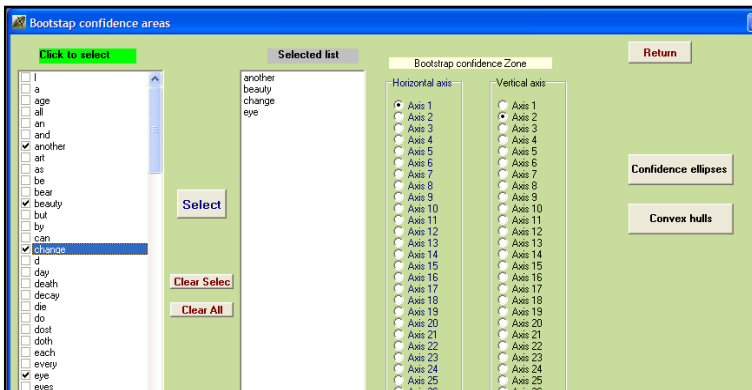 Bootstap confidence areas
Click to select
I
a
age
all
an
and
another
art
as
be
bear
beauty
but
by
can
change
d
day
death
decay
die
do
dost
doth
each
every
eye
eyes
Select
Clear Selec
Clear All
Selected list
another
beauty
change
eye
Bootstrap confidence Zone
Horizontal axis
Axis 1
Axis 2
Axis 3
Axis 4
Axis 5
Axis 6
Axis 7
Axis 8
Axis 9
Axis 10
Axis 11
Axis 12
Axis 13
Axis 14
Axis 15
Axis 16
Axis 17
Axis 18
Axis 19
Axis 20
Axis 21
Axis 22
Axis 23
Axis 24
Axis 25
Vertical axis
Axis 1
Axis 2
Axis 3
Axis 4
Axis 5
Axis 6
Axis 7
Axis 8
Axis 9
Axis 10
Axis 11
Axis 12
Axis 13
Axis 14
Axis 15
Axis 16
Axis 17
Axis 18
Axis 19
Axis 20
Axis 21
Axis 22
Axis 23
Axis 24
Axis 25
Return
Confidence ellipses
Convex hulls